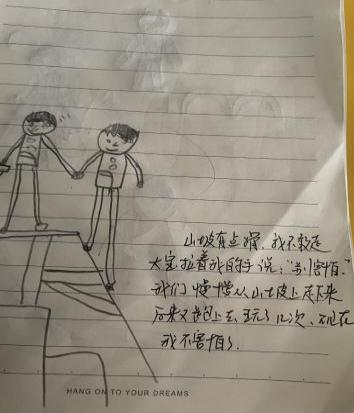 山坡有点滑,我不敢走
大宝拉着我的手说:"别害怕."
我们慢慢从山坡上走下来
后来又爬上去,玩了几次、现在
我不害怕了.
HANG ON TO YOUR DREAMS